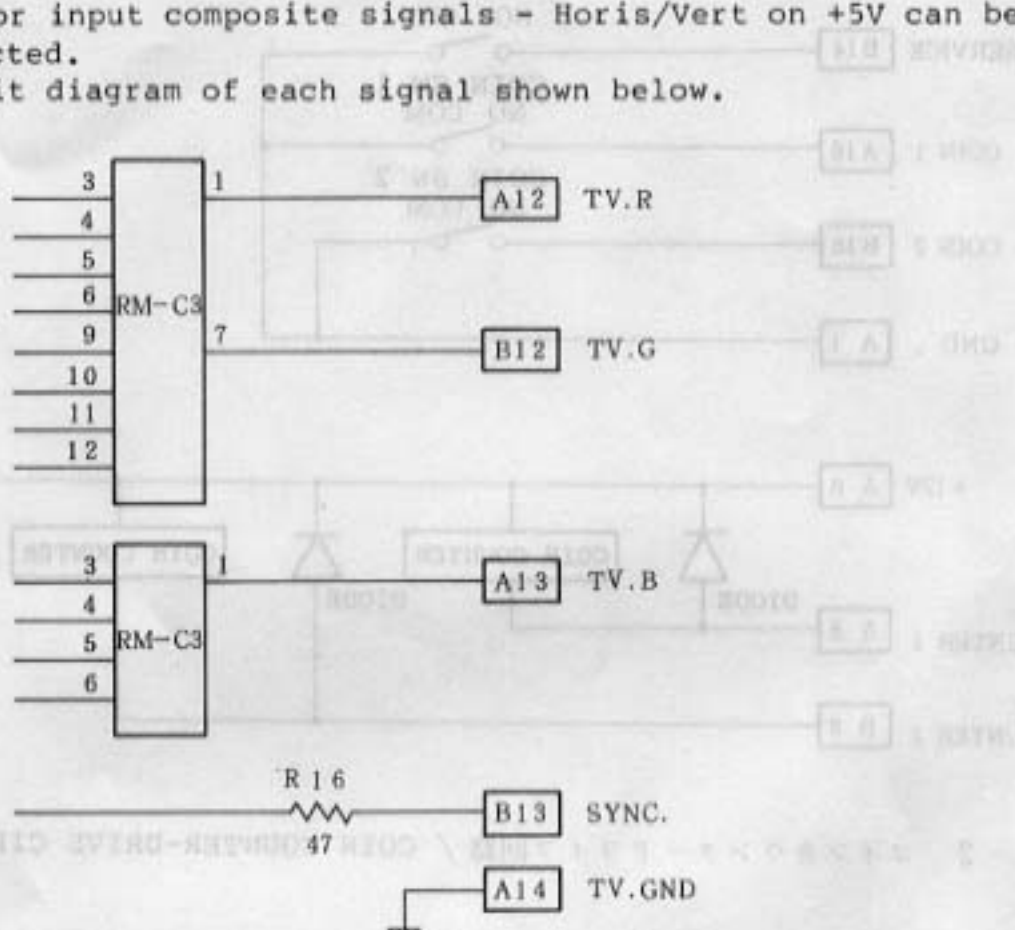 or input composite signals - Horis/Vert on +5V can be
cted.
it diagram of each signal shown below.
3
1
A12 TV.R
4
5
6
RM-C3
9
7
B12 TV.G
10
11
12
3
1
A13 TV.B
4
RM-C3
5
6
R16
B13 SYNC.
47
A14 TV.GND